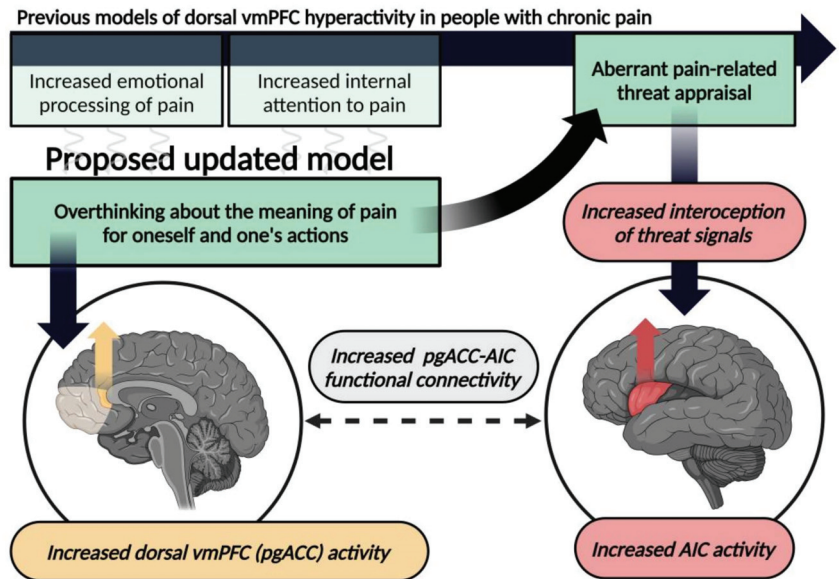 Previous models of dorsal vmPFC hyperactivity in people with chronic pain
Increased emotional
processing of pain
Increased internal
attention to pain
Aberrant pain-related
threat appraisal
Proposed updated model
Overthinking about the meaning of pain
for oneself and one's actions
Increased interoception
of threat signals
Increased pgACC-AIC
functional connectivity
Increased dorsal vmPFC (pgACC) activity
Increased AIC activity